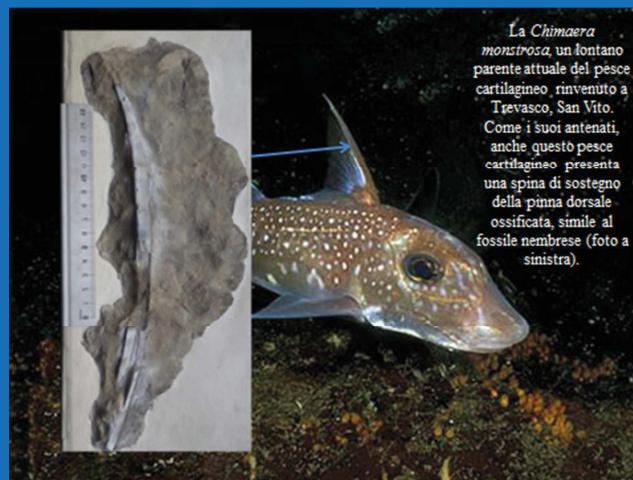 La Chimaera
monstrosa, un lontano
parente attuale del pesce
cartilagineo rinvenuto a
Trevasco, San Vito.
Come i suoi antenati,
anche questo pesce
cartilagineo presenta
una spina di sostegno
della pinna dorsale
ossificata, simile al
fossile nembrese (foto a
sinistra).